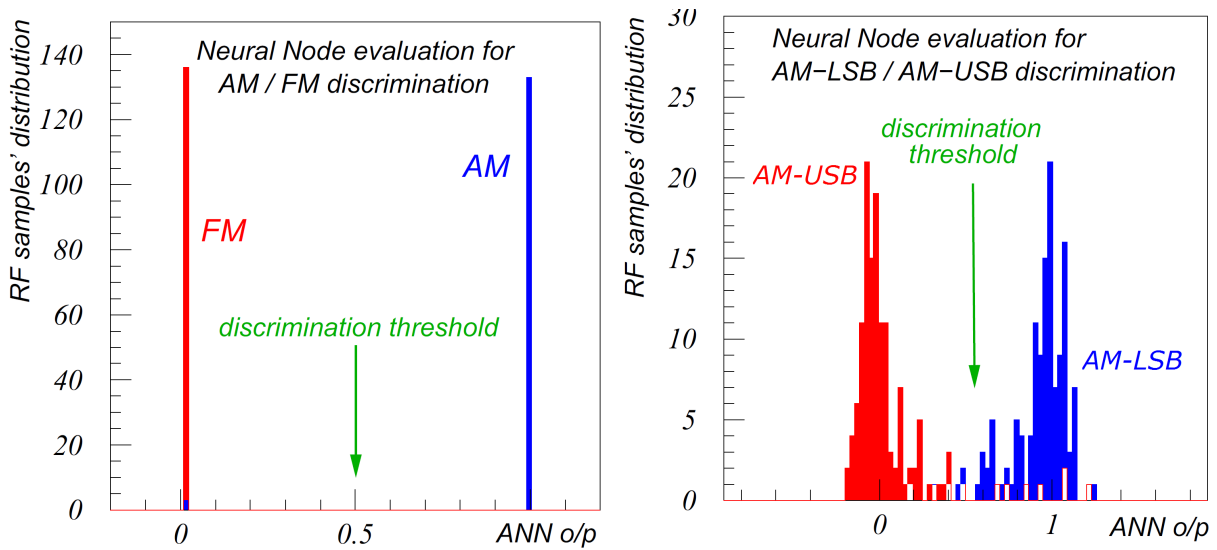 Neural Node evaluation for
AM / FM discrimination
RF samples' distribution
140
120
100
80
60
40
20
0
FM
AM
discrimination threshold
0
0.5
ANN o/p
Neural Node evaluation for
AM−LSB / AM−USB discrimination
RF samples' distribution
30
25
20
15
10
5
0
discrimination
threshold
AM-USB
AM-LSB
0
1
ANN o/p